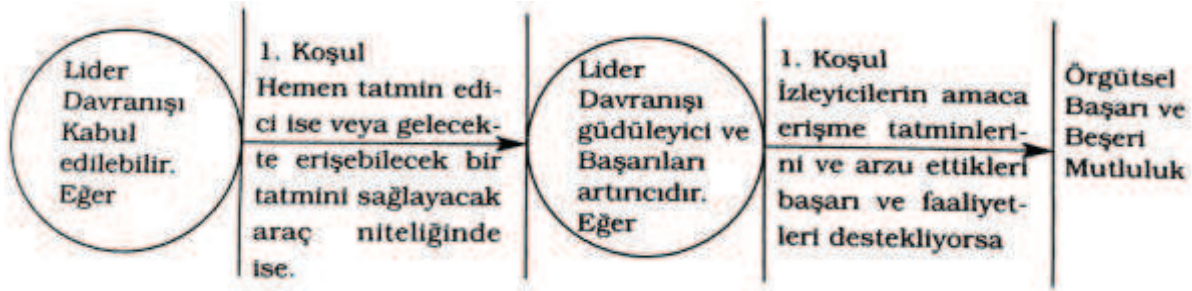 Lider
Davranışı
Kabul
edilebilir.
Eğer
1. Koşul
Hemen tatmin edi-
ci ise veya gelecek-
te erişebilecek bir
tatmini sağlayacak
araç niteliğinde
ise.
Lider
Davranışı
güdüleyici ve
Başarıları
artırıcıdır.
Eğer
1. Koşul
İzleyicilerin amaca
erişme tatminleri-
ni ve arzu ettikleri
başarı ve faaliyet-
leri destekliyorsa
Örgütsel
Başarı ve
Beşeri
Mutluluk